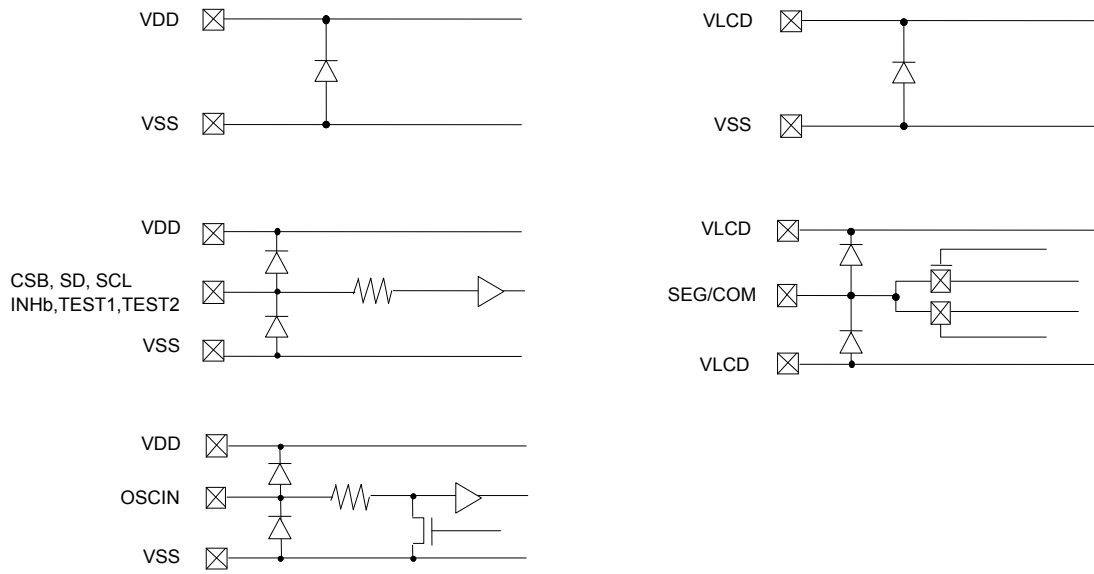 VDD
VSS
VLCD
VSS
VDD
CSB, SD, SCL
INHb,TEST1,TEST2
VSS
VLCD
SEG/COM
VLCD
VDD
OSCIN
VSS